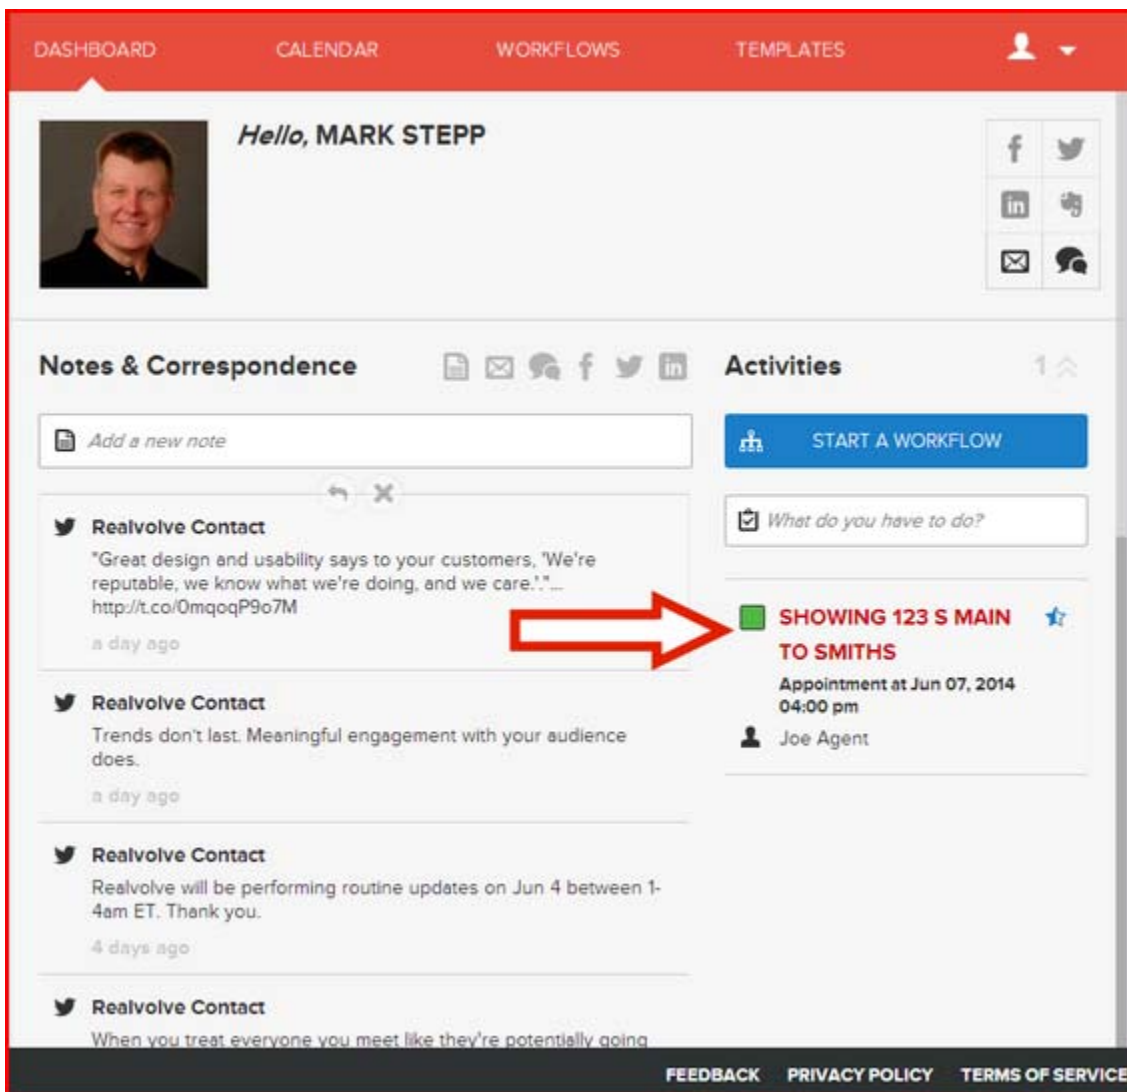 DASHBOARD CALENDAR WORKFLOWS TEMPLATES
Hello, MARK STEPP
Notes & Correspondence
Add a new note
Realvolve Contact
"Great design and usability says to your customers, 'We're
reputable, we know what we're doing, and we care.'."...
http://t.co/0mqoqP9o7M
a day ago
Realvolve Contact
Trends don't last. Meaningful engagement with your audience
does.
a day ago
Realvolve Contact
Realvolve will be performing routine updates on Jun 4 between 1-
4am ET. Thank you.
4 days ago
Realvolve Contact
When you treat everyone you meet like they're potentially going
Activities 1
START A WORKFLOW
What do you have to do?
SHOWING 123 S MAIN
TO SMITHS
Appointment at Jun 07, 2014
04:00 pm
Joe Agent
FEEDBACK PRIVACY POLICY TERMS OF SERVICE